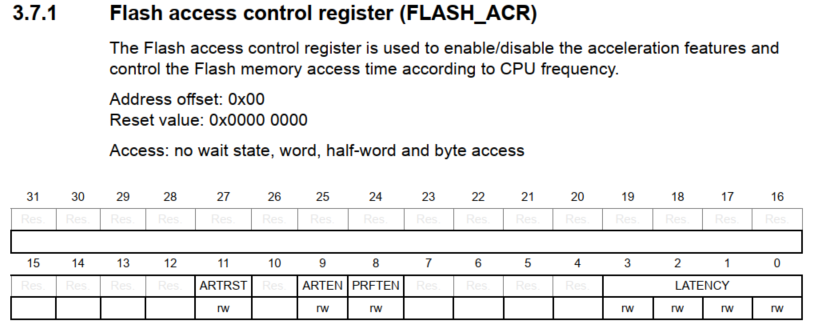 3.7.1 Flash access control register (FLASH_ACR)
The Flash access control register is used to enable/disable the acceleration features and
control the Flash memory access time according to CPU frequency.
Address offset: 0x00
Reset value: 0x0000 0000
Access: no wait state, word, half-word and byte access
31 30 29 28 27 26 25 24 23 22 21 20 19 18 17 16
Res. Res. Res. Res. Res. Res. Res. Res. Res. Res. Res. Res. Res. Res. Res. Res.
15 14 13 12 11 10 9 8 7 6 5 4 3 2 1 0
Res. Res. Res. Res. ARTRST Res. ARTEN PRFTEN Res. Res. Res. Res. LATENCY
rw rw rw rw rw rw rw